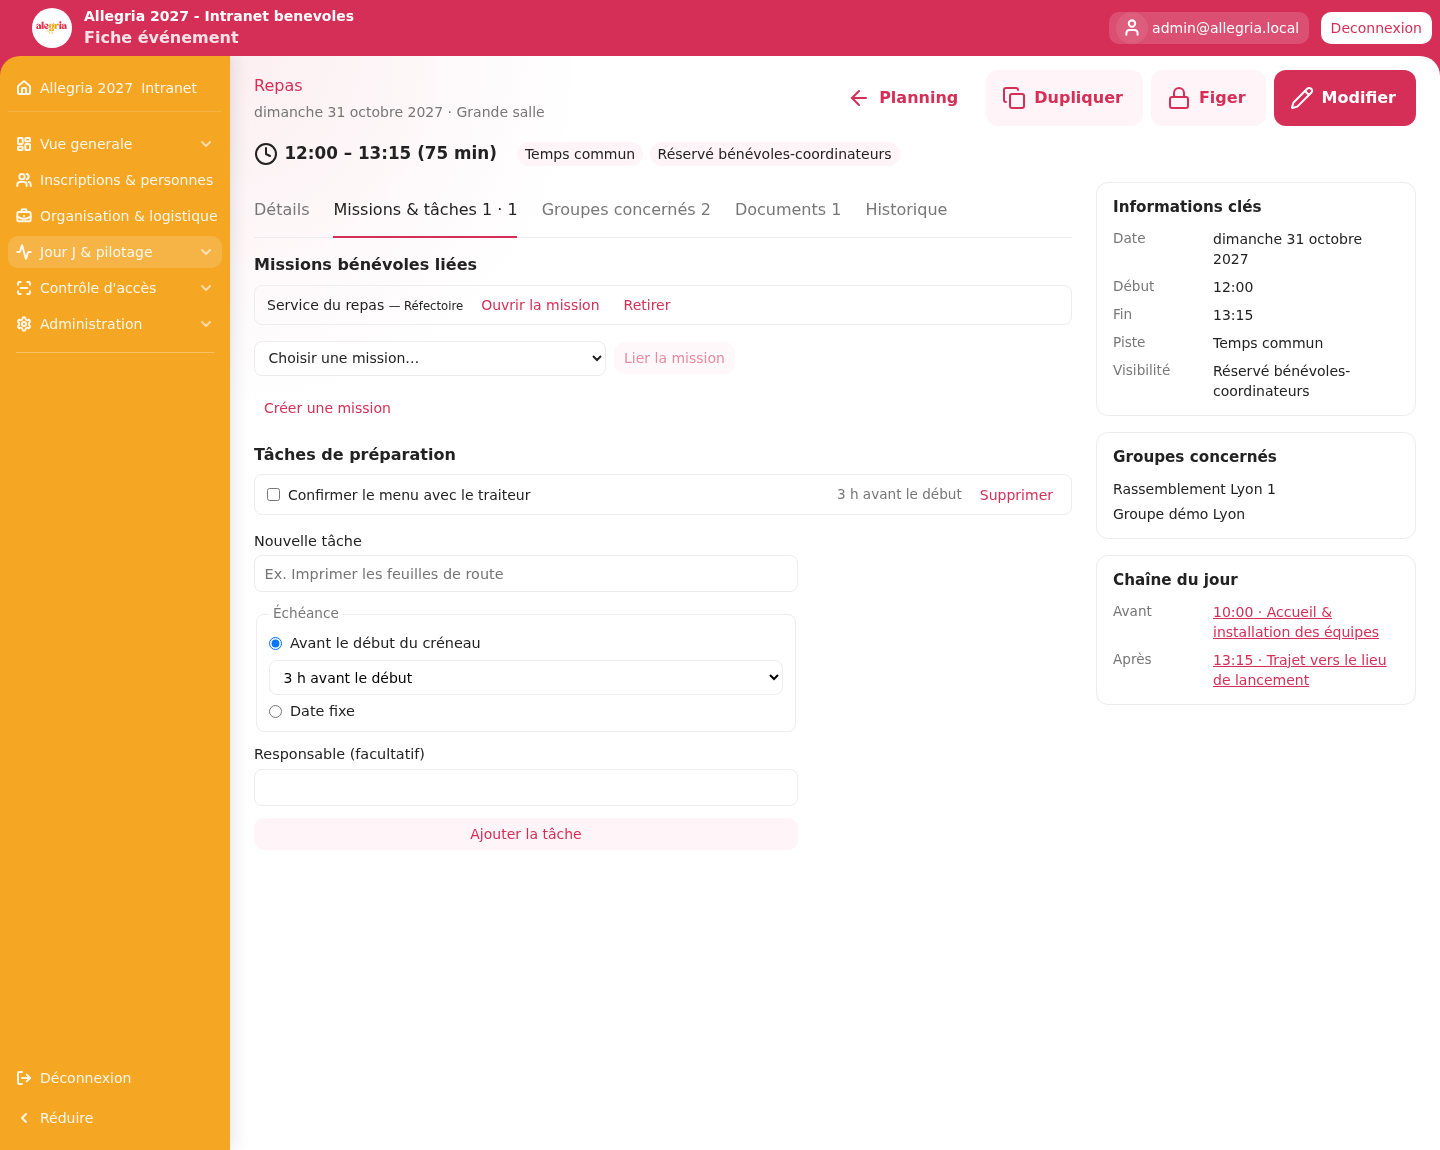 alegria
Allegria 2027 - Intranet benevoles
Fiche événement
admin@allegria.local
Deconnexion
Allegria 2027 Intranet
Vue generale
Inscriptions & personnes
Organisation & logistique
Jour J & pilotage
Contrôle d'accès
Administration
Déconnexion
Réduire
Repas
dimanche 31 octobre 2027 · Grande salle
Planning
Dupliquer
Figer
Modifier
12:00 – 13:15 (75 min)
Temps commun
Réservé bénévoles-coordinateurs
Détails
Missions & tâches 1 · 1
Groupes concernés 2
Documents 1
Historique
Missions bénévoles liées
Service du repas — Réfectoire
Ouvrir la mission
Retirer
Choisir une mission...
Lier la mission
Créer une mission
Tâches de préparation
Confirmer le menu avec le traiteur
3 h avant le début
Supprimer
Nouvelle tâche
Ex. Imprimer les feuilles de route
Échéance
Avant le début du créneau
3 h avant le début
Date fixe
Responsable (facultatif)
Ajouter la tâche
Informations clés
Date
dimanche 31 octobre
2027
Début
12:00
Fin
13:15
Piste
Temps commun
Visibilité
Réservé bénévoles-
coordinateurs
Groupes concernés
Rassemblement Lyon 1
Groupe démo Lyon
Chaîne du jour
Avant
10:00 · Accueil &
installation des équipes
Après
13:15 · Trajet vers le lieu
de lancement